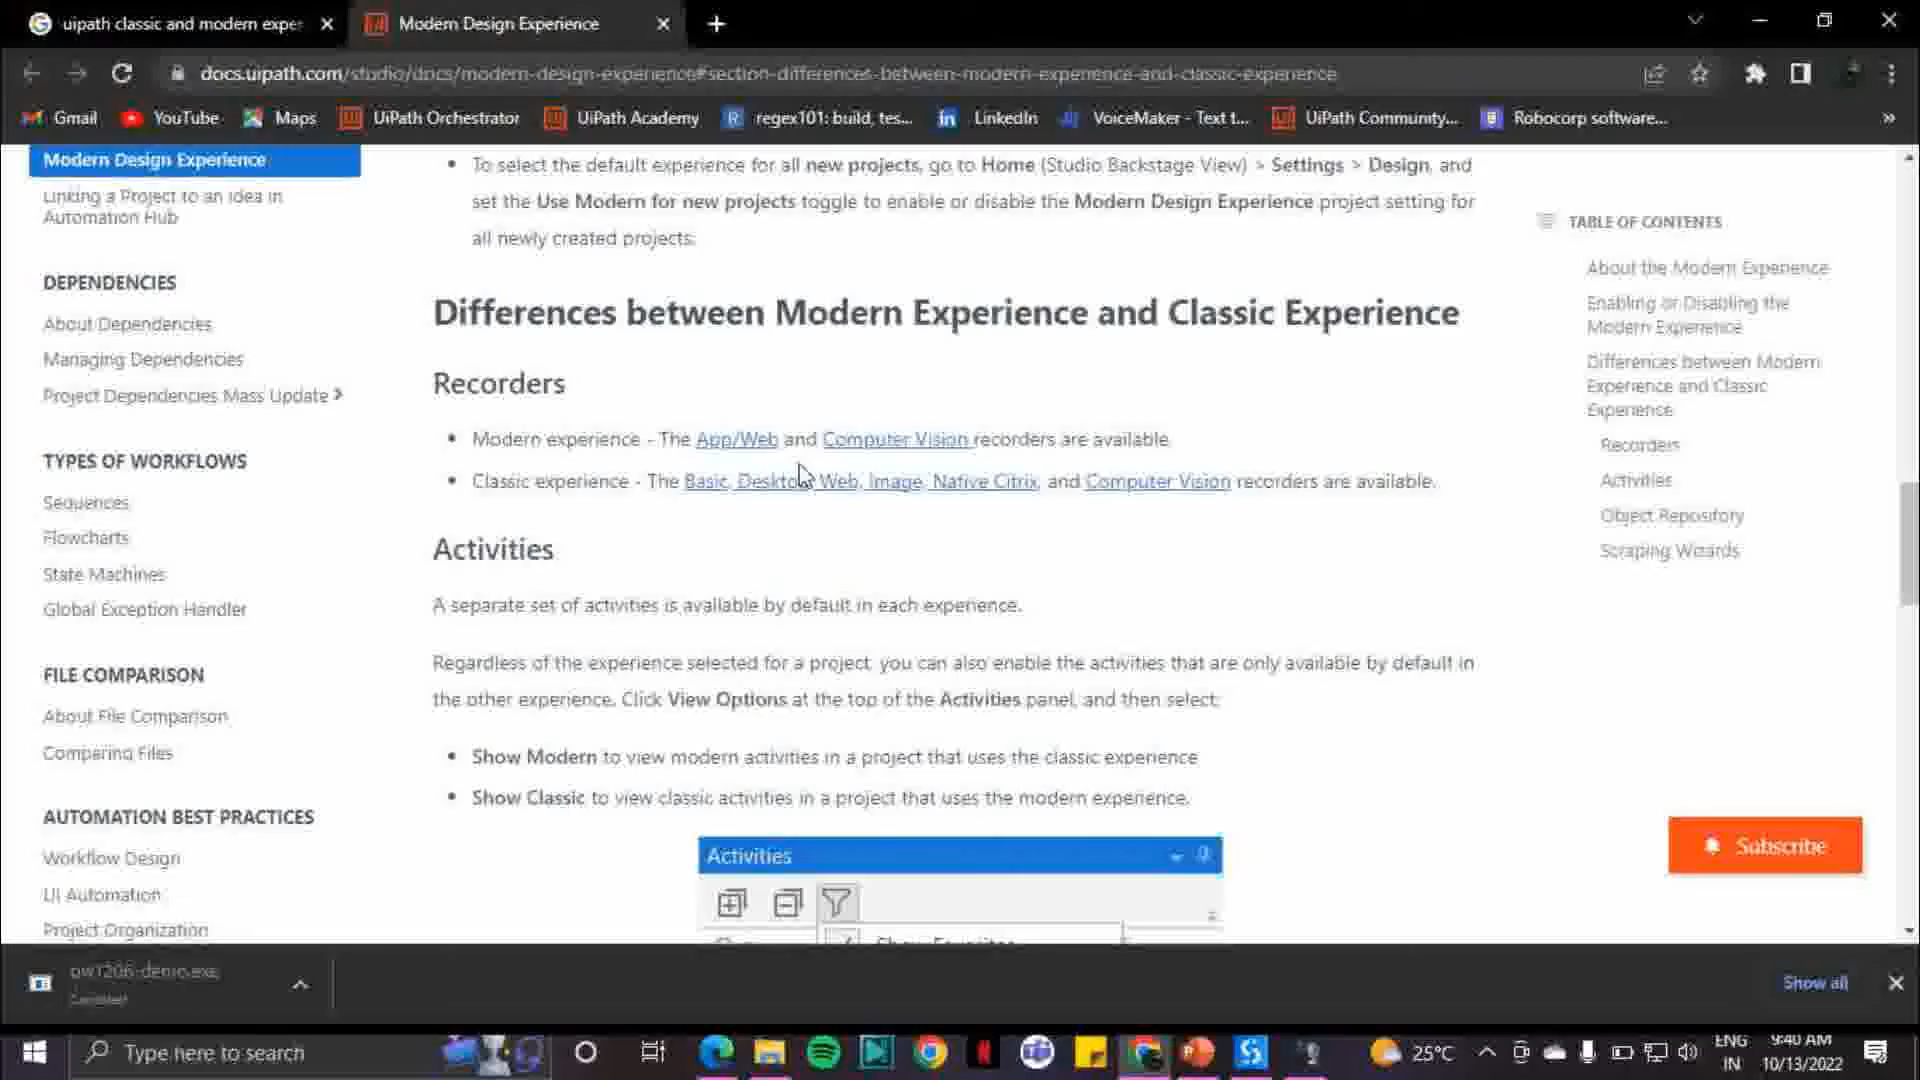 uipath classic and modern expe
Modern Design Experience
docs.uipath.com/studio/docs/modern-design-experience#section-differences-between-modern-experience-and-classic-experience
Gmail
YouTube
Maps
UiPath Orchestrator
UiPath Academy
regex101: build, tes...
LinkedIn
VoiceMaker - Text t...
UiPath Community...
Robocorp software...
Modern Design Experience
Linking a Project to an Idea in
Automation Hub
DEPENDENCIES
About Dependencies
Managing Dependencies
Project Dependencies Mass Update
TYPES OF WORKFLOWS
Sequences
Flowcharts
State Machines
Global Exception Handler
FILE COMPARISON
About File Comparison
Comparing Files
AUTOMATION BEST PRACTICES
Workflow Design
UI Automation
Project Organization
To select the default experience for all new projects, go to Home (Studio Backstage View) > Settings > Design, and
set the Use Modern for new projects toggle to enable or disable the Modern Design Experience project setting for
all newly created projects.
Differences between Modern Experience and Classic Experience
Recorders
Modern experience - The App/Web and Computer Vision recorders are available.
Classic experience - The Basic, Desktop, Web, Image, Native Citrix, and Computer Vision recorders are available.
Activities
A separate set of activities is available by default in each experience.
Regardless of the experience selected for a project, you can also enable the activities that are only available by default in
the other experience. Click View Options at the top of the Activities panel, and then select:
Show Modern to view modern activities in a project that uses the classic experience
Show Classic to view classic activities in a project that uses the modern experience.
Activities
Show Favorites
TABLE OF CONTENTS
About the Modern Experience
Enabling or Disabling the
Modern Experience
Differences between Modern
Experience and Classic
Experience
Recorders
Activities
Object Repository
Scraping Wizards
Subscribe
pw1206-demo.exe
Canceled
Show all
Type here to search
25°C
ENG
IN
9:40 AM
10/13/2022